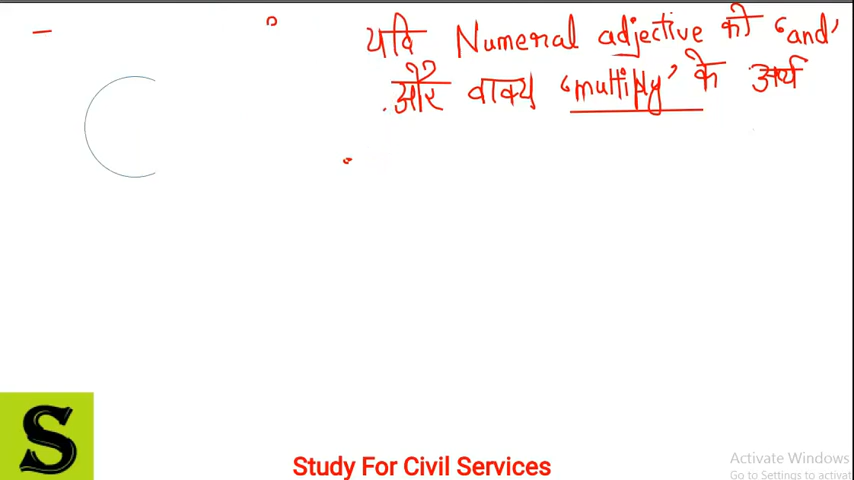 यदि Numeral adjective को 'and'
और वाक्य 'multiply' के अर्थ
S
Study For Civil Services
Activate Windows
Go to Settings to activat